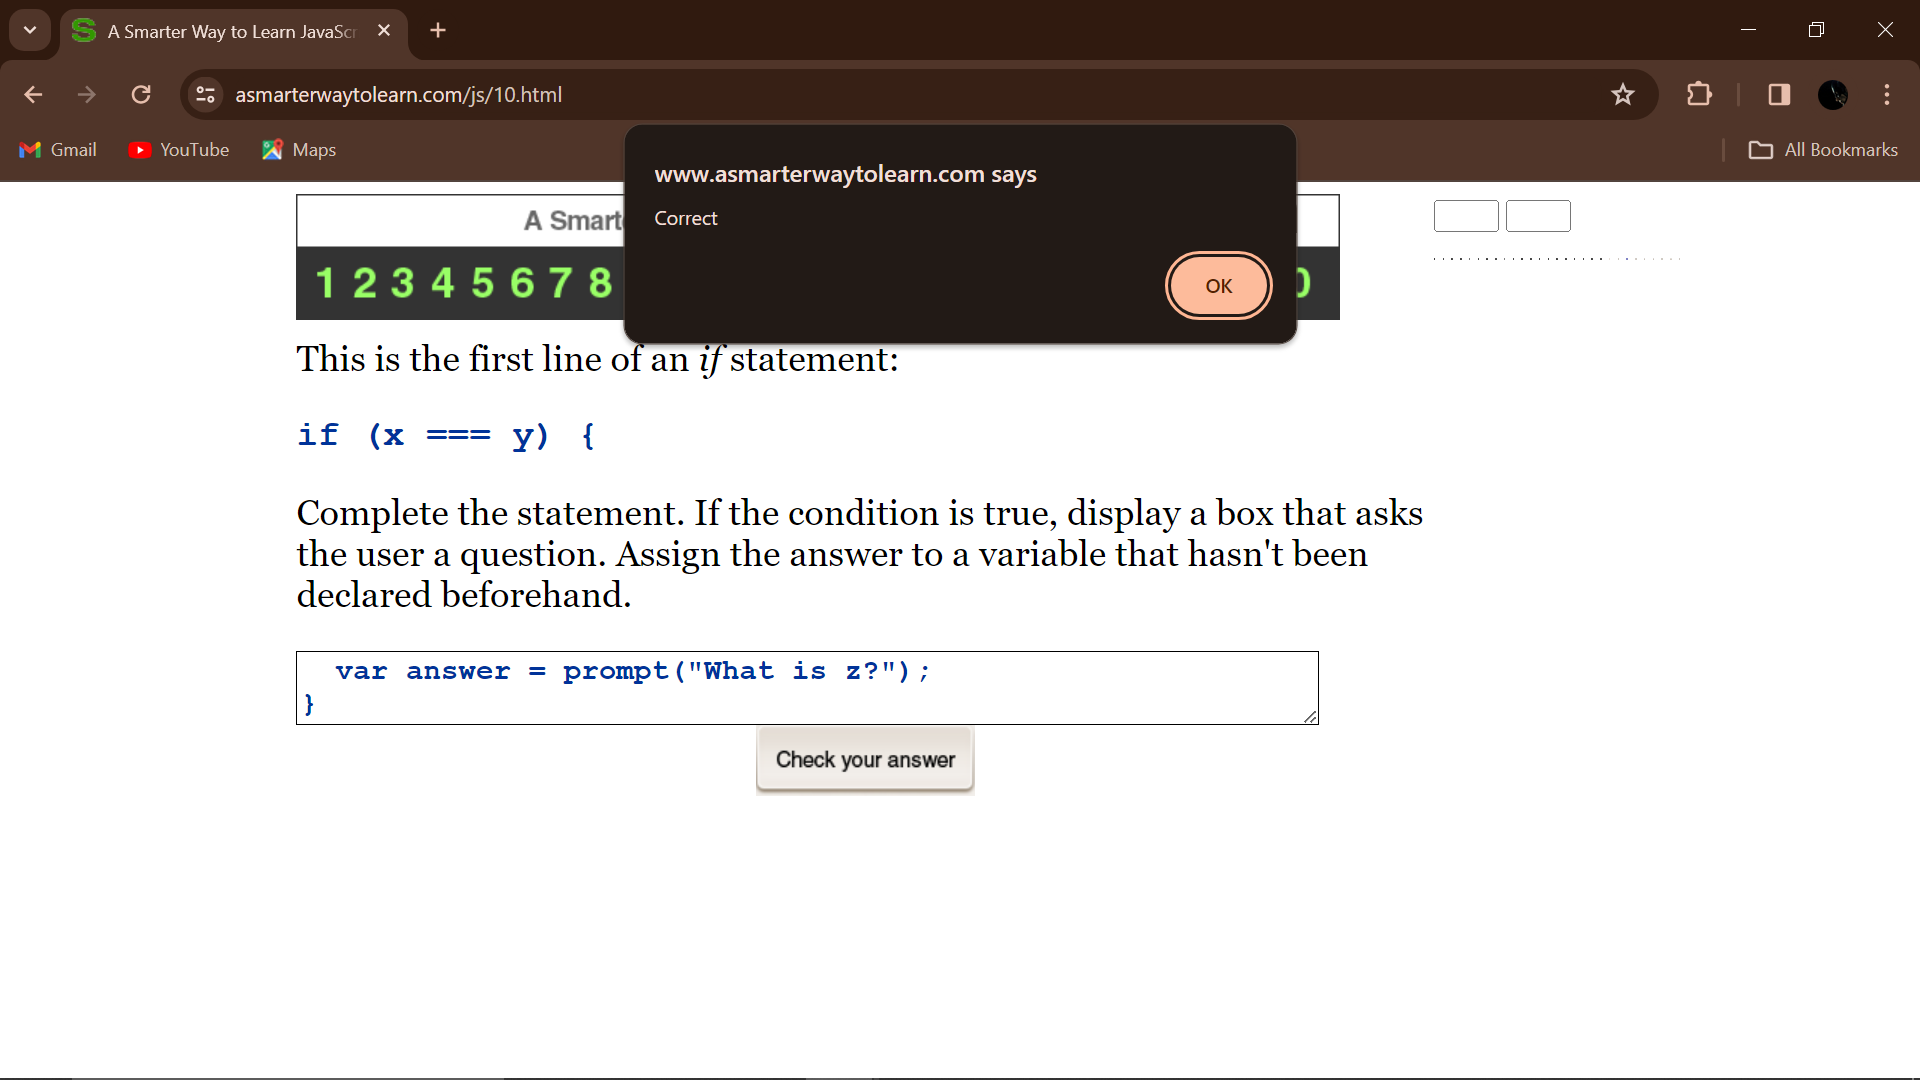 A Smarter Way to Learn JavaScr
asmarterwaytolearn.com/js/10.html
Gmail YouTube Maps All Bookmarks
www.asmarterwaytolearn.com says
Correct
OK
A Smart
1 2 3 4 5 6 7 8 0
This is the first line of an if statement:
if (x === y) {
Complete the statement. If the condition is true, display a box that asks
the user a question. Assign the answer to a variable that hasn't been
declared beforehand.
var answer = prompt("What is z?");
}
Check your answer